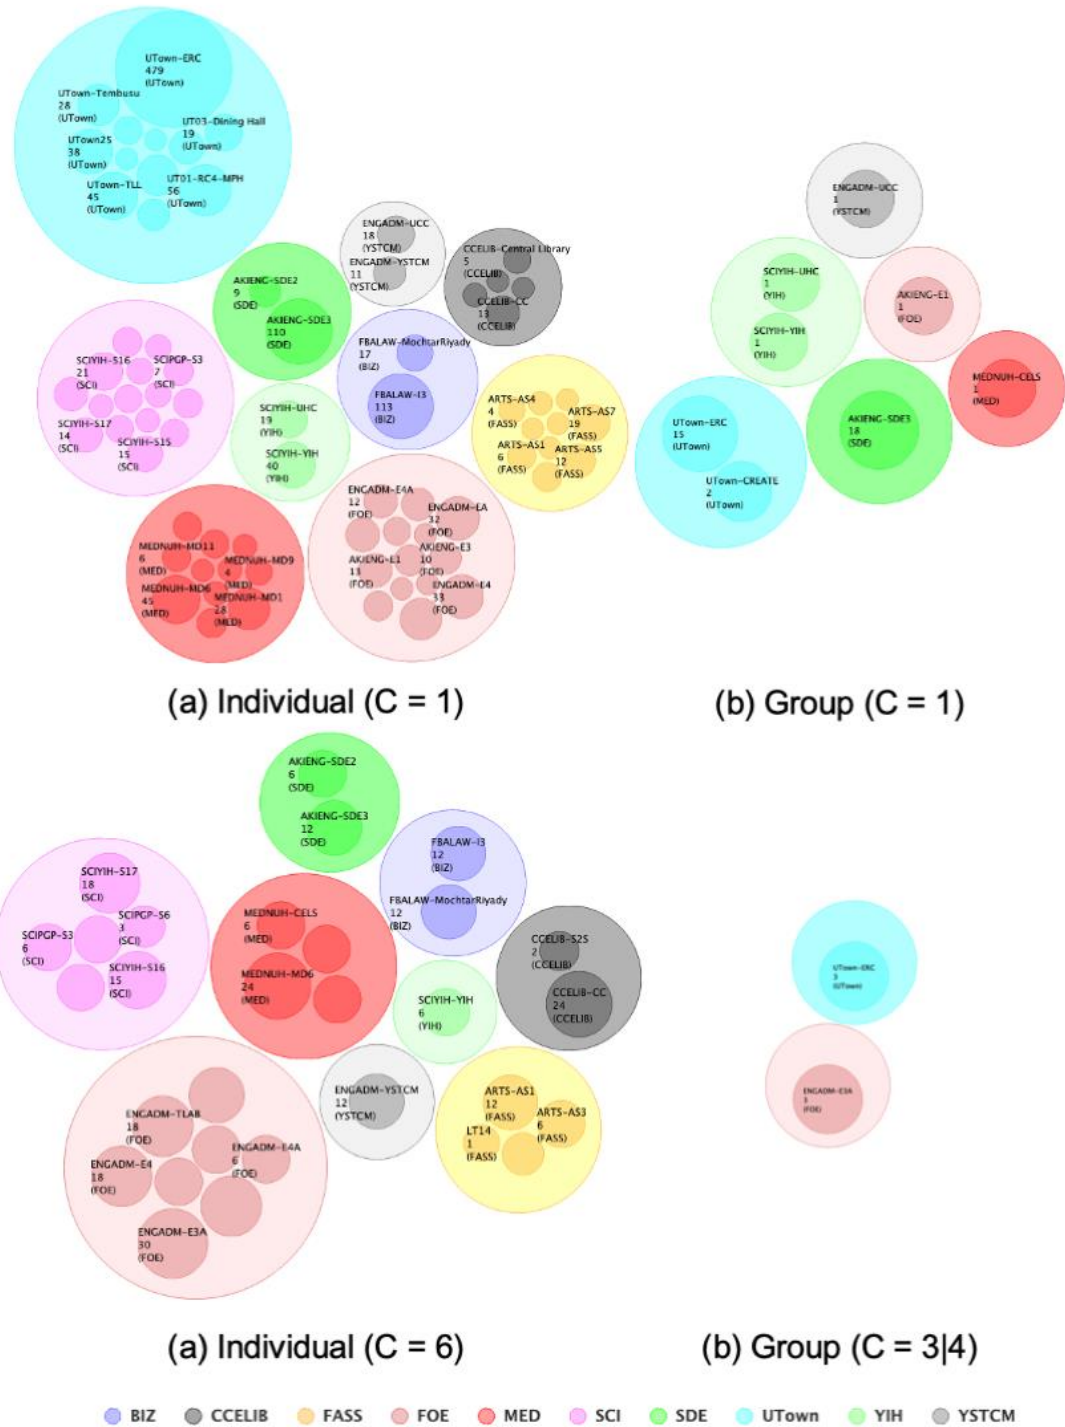 UTown-ERC
479
(UTown)
UTown-Tembusu
28
(UTown)
UT03-Dining Hall
19
(UTown)
UTown25
38
(UTown)
UTown-TLL
45
(UTown)
UT01-RC4-MPH
56
(UTown)
ENGADM-UCC
18
(YSTCM)
ENGADM-YSTCM
11
(YSTCM)
CCELIB-Central Library
5
(CCELIB)
CCELIB-CC
13
(CCELIB)
AKIENG-SDE2
9
(SDE)
AKIENG-SDE3
110
(SDE)
FBALAW-MochtarRiyady
17
(BIZ)
FBALAW-I3
113
(BIZ)
SCIYIH-S16
21
(SCI)
SCIPGP-S3
7
(SCI)
SCIYIH-S17
14
(SCI)
SCIYIH-S15
15
(SCI)
SCIYIH-UHC
19
(YIH)
SCIYIH-YIH
40
(YIH)
ARTS-AS4
4
(FASS)
ARTS-AS7
19
(FASS)
ARTS-AS1
6
(FASS)
ARTS-AS5
12
(FASS)
MEDNUH-MD11
6
(MED)
MEDNUH-MD9
4
(MED)
MEDNUH-MD6
45
(MED)
MEDNUH-MD1
28
(MED)
ENGADM-E4A
12
(FOE)
ENGADM-EA
32
(FOE)
AKIENG-E1
13
(FOE)
AKIENG-E3
10
(FOE)
ENGADM-E4
33
(FOE)
(a) Individual (C = 1)
ENGADM-UCC
1
(YSTCM)
SCIYIH-UHC
1
(YIH)
SCIYIH-YIH
1
(YIH)
AKIENG-E1
1
(FOE)
MEDNUH-CELS
1
(MED)
UTown-ERC
15
(UTown)
UTown-CREATE
2
(UTown)
AKIENG-SDE3
18
(SDE)
(b) Group (C = 1)
AKIENG-SDE2
6
(SDE)
AKIENG-SDE3
12
(SDE)
FBALAW-I3
12
(BIZ)
FBALAW-MochtarRiyady
12
(BIZ)
SCIYIH-S17
18
(SCI)
SCIPGP-S6
3
(SCI)
SCIPGP-S3
6
(SCI)
SCIYIH-S16
15
(SCI)
MEDNUH-CELS
6
(MED)
MEDNUH-MD6
24
(MED)
CCELIB-S2S
2
(CCELIB)
CCELIB-CC
24
(CCELIB)
SCIYIH-YIH
6
(YIH)
ENGADM-YSTCM
12
(YSTCM)
ARTS-AS1
12
(FASS)
ARTS-AS3
6
(FASS)
LT14
1
(FASS)
ENGADM-TLAB
18
(FOE)
ENGADM-E4A
6
(FOE)
ENGADM-E4
18
(FOE)
ENGADM-E3A
30
(FOE)
(a) Individual (C = 6)
UTown-ERC
3
(UTown)
ENGADM-E3A
(FOE)
(b) Group (C = 3|4)
BIZ CCELIB FASS FOE MED SCI SDE UTown YIH YSTCM